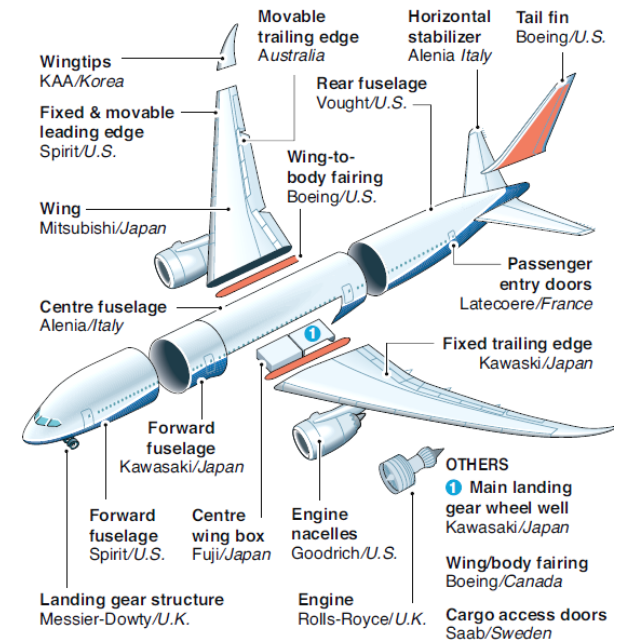 Movable
trailing edge
Australia
Horizontal
stabilizer
Alenia Italy
Tail fin
Boeing/U.S.
Wingtips
KAA/Korea
Rear fuselage
Vought/U.S.
Fixed & movable
leading edge
Spirit/U.S.
Wing-to-
body fairing
Boeing/U.S.
Wing
Mitsubishi/Japan
Passenger
entry doors
Latecoere/France
Centre fuselage
Alenia/Italy
1
Fixed trailing edge
Kawaski/Japan
Forward
fuselage
Kawasaki/Japan
Forward
fuselage
Spirit/U.S.
Centre
wing box
Fuji/Japan
Engine
nacelles
Goodrich/U.S.
OTHERS
1 Main landing
gear wheel well
Kawasaki/Japan
Wing/body fairing
Boeing/Canada
Landing gear structure
Messier-Dowty/U.K.
Engine
Rolls-Royce/U.K.
Cargo access doors
Saab/Sweden